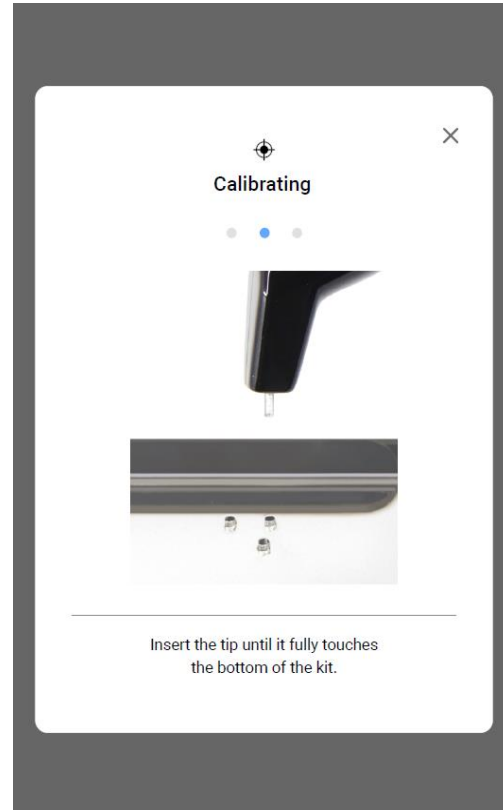 Calibrating
Insert the tip until it fully touches
the bottom of the kit.